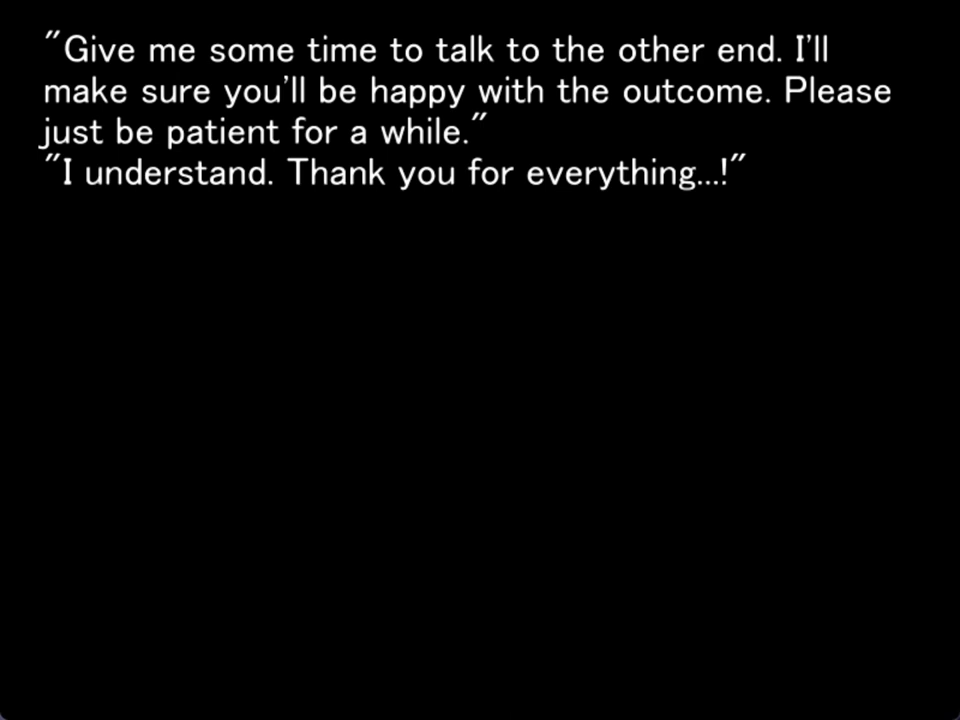 "Give me some time to talk to the other end. I'll
make sure you'll be happy with the outcome. Please
just be patient for a while."
"I understand. Thank you for everything...!"